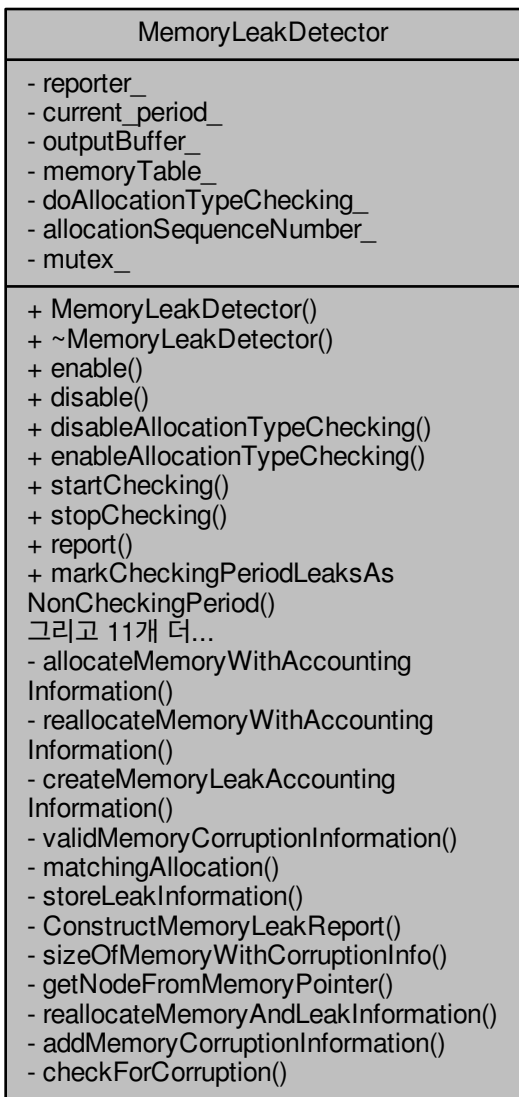 MemoryLeakDetector
- reporter_
- current_period_
- outputBuffer_
- memoryTable_
- doAllocationTypeChecking_
- allocationSequenceNumber_
- mutex_
+ MemoryLeakDetector()
+ ~MemoryLeakDetector()
+ enable()
+ disable()
+ disableAllocationTypeChecking()
+ enableAllocationTypeChecking()
+ startChecking()
+ stopChecking()
+ report()
+ markCheckingPeriodLeaksAs
NonCheckingPeriod()
그리고 11개 더...
- allocateMemoryWithAccounting
Information()
- reallocateMemoryWithAccounting
Information()
- createMemoryLeakAccounting
Information()
- validMemoryCorruptionInformation()
- matchingAllocation()
- storeLeakInformation()
- ConstructMemoryLeakReport()
- sizeOfMemoryWithCorruptionInfo()
- getNodeFromMemoryPointer()
- reallocateMemoryAndLeakInformation()
- addMemoryCorruptionInformation()
- checkForCorruption()